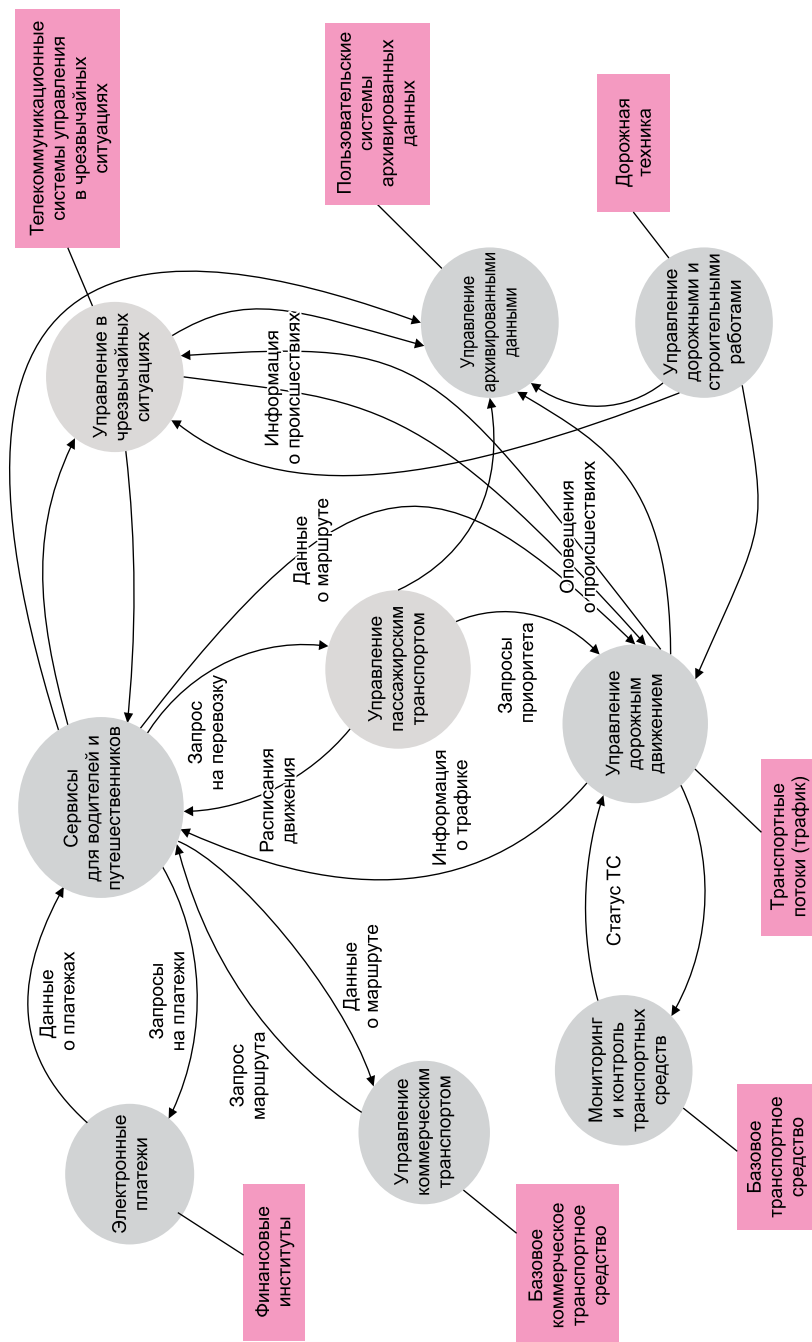 Телекоммуникационные
системы управления
в чрезвычайных
ситуациях
Пользовательские
системы
архивированных
данных
Дорожная
техника
Управление в
чрезвычайных
ситуациях
Управление
архивированными
данными
Управление
дорожными и
строительными
работами
Информация
о происшествиях
Данные
о маршруте
Оповещения
о происшествиях
Сервисы
для водителей и
путешественников
Запрос
на перевозку
Управление
пассажирским
транспортом
Запросы
приоритета
Управление
дорожным
движением
Расписания
движения
Информация
о трафике
Транспортные
потоки (трафик)
Данные
о платежах
Запросы
на платежи
Запрос
маршрута
Данные
о маршруте
Статус ТС
Электронные
платежи
Управление
коммерческим
транспортом
Мониторинг
и контроль
транспортных
средств
Финансовые
институты
Базовое
коммерческое
транспортное
средство
Базовое
транспортное
средство